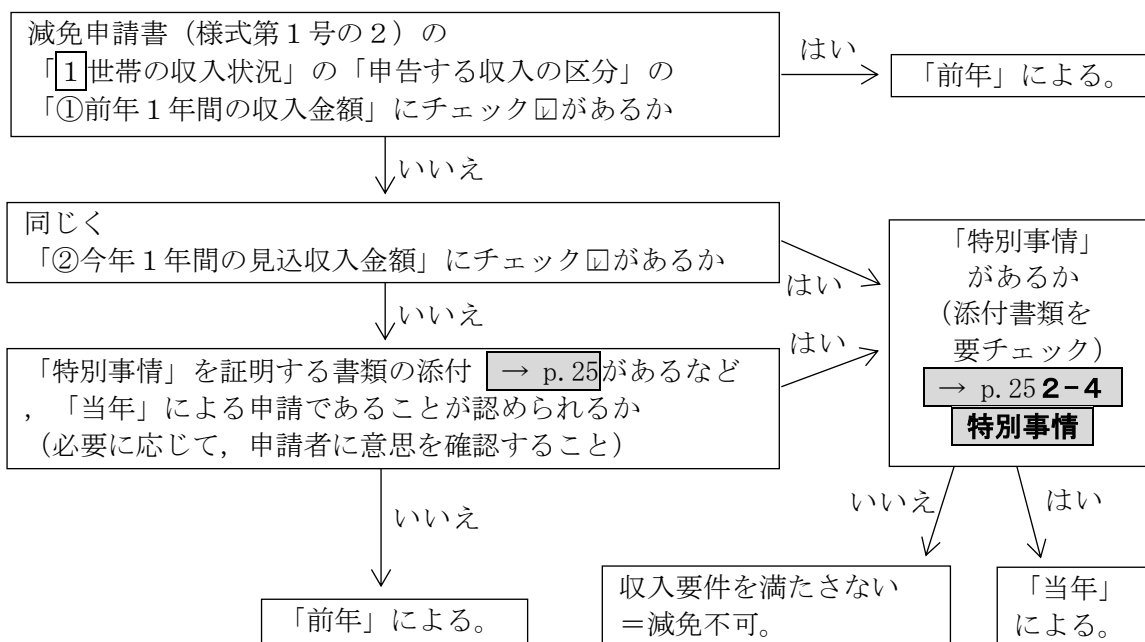 減免申請書（様式第１号の２）の
「１世帯の収入状況」の「申告する収入の区分」の
「①前年１年間の収入金額」にチェック☑があるか
はい
「前年」による。
いいえ
同じく
「②今年１年間の見込収入金額」にチェック☑があるか
はい
いいえ
「特別事情」を証明する書類の添付 → p.25があるなど
，「当年」による申請であることが認められるか
（必要に応じて，申請者に意思を確認すること）
はい
「特別事情」
があるか
（添付書類を
要チェック）
→ p.25 2-4
特別事情
いいえ
はい
いいえ
「前年」による。
収入要件を満たさない
＝減免不可。
「当年」
による。